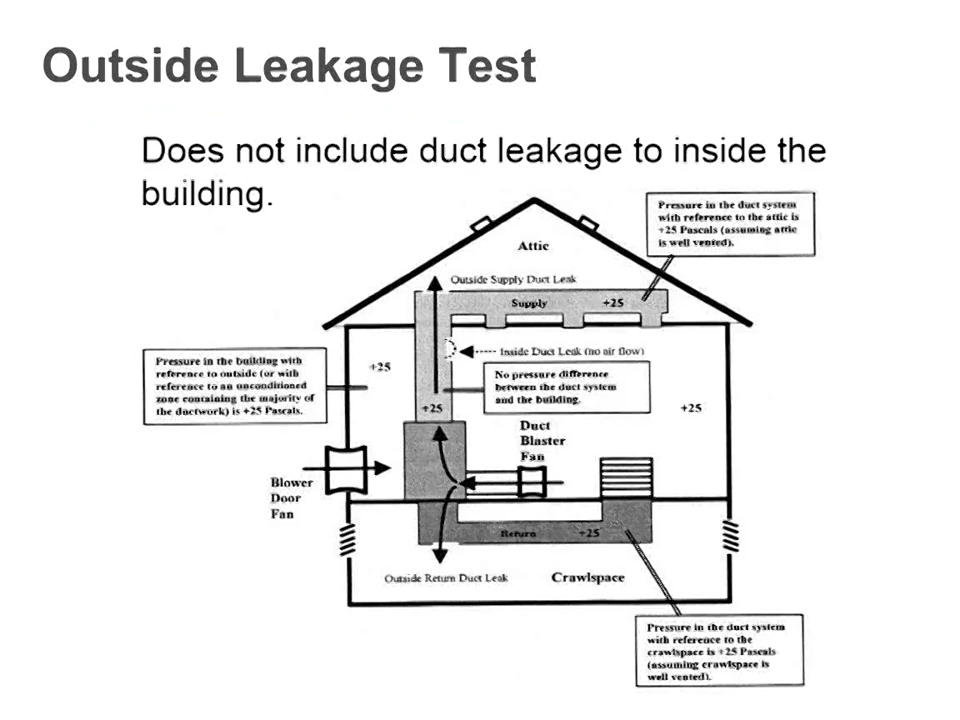 Outside Leakage Test
Does not include duct leakage to inside the
building.
Pressure in the duct system
with reference to the attic is
+25 Pascals (assuming attic
is well vented).
Attic
Outside Supply Duct Leak
Supply +25
Inside Duct Leak (no air flow)
Pressure in the building with
reference to outside (or with
reference to an unconditioned
zone containing the majority of
the ductwork) is +25 Pascals.
+25
No pressure difference
between the duct system
and the building.
+25
+25
Duct
Blaster
Fan
Blower
Door
Fan
Return +25
Outside Return Duct Leak
Crawlspace
Pressure in the duct system
with reference to the
crawlspace is +25 Pascals
(assuming crawlspace is
well vented).